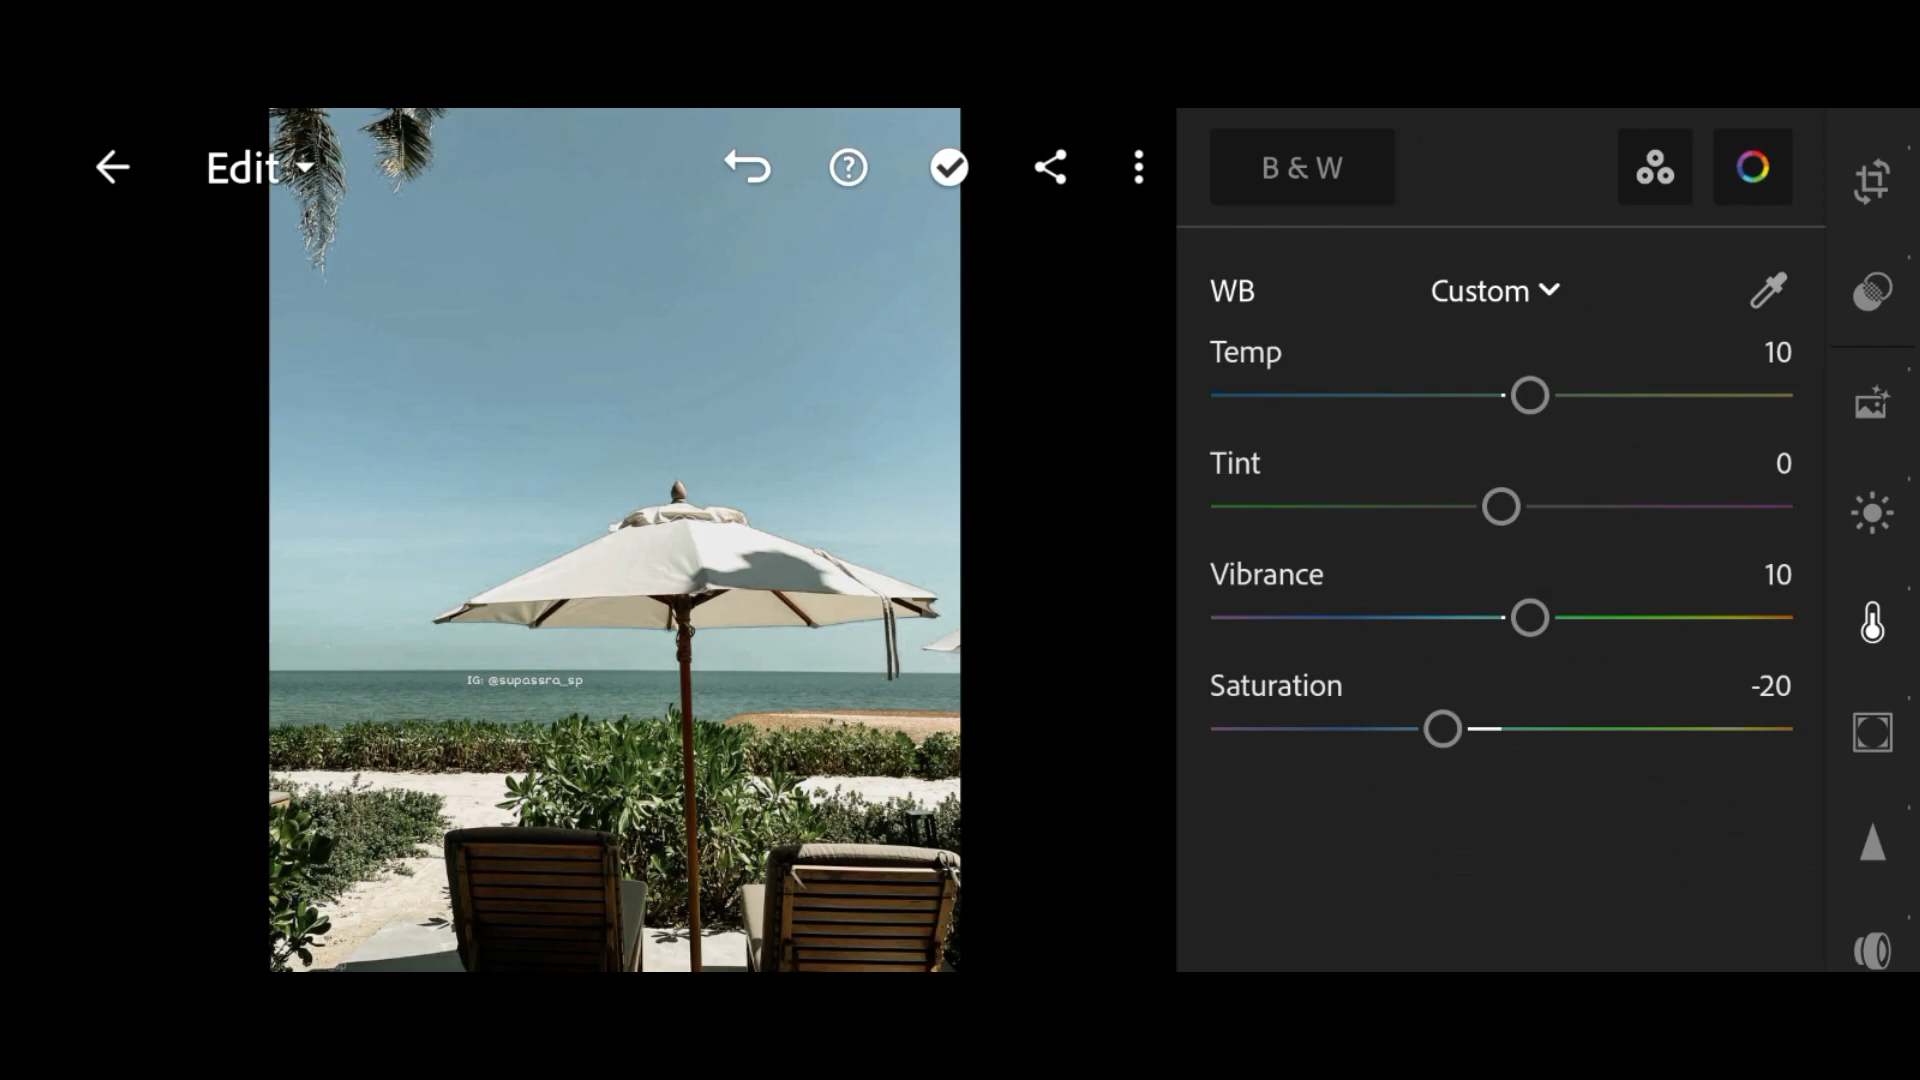 Edit
B & W
WB Custom
Temp 10
Tint 0
Vibrance 10
Saturation -20
IG: @supassra_sp